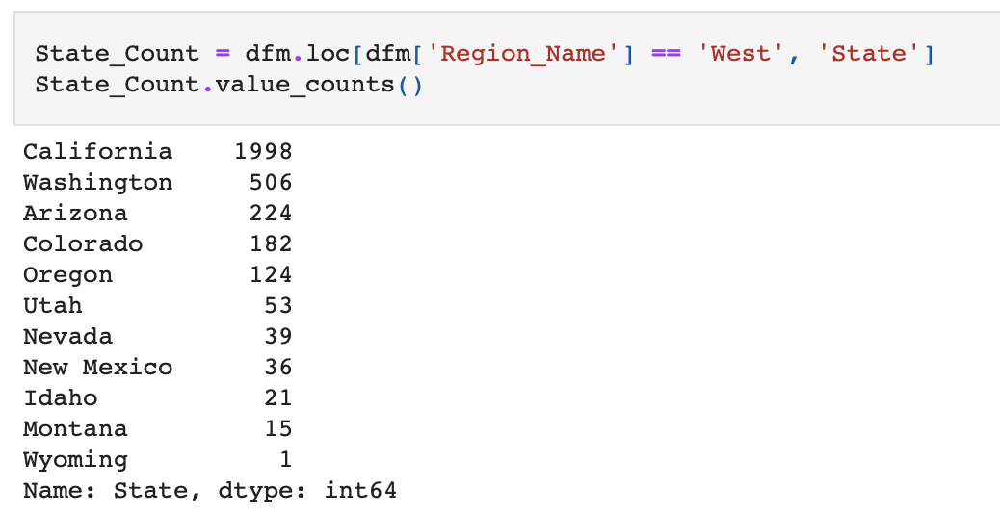 State_Count = dfm.loc[dfm['Region_Name'] == 'West', 'State']
State_Count.value_counts()
California    1998
Washington     506
Arizona        224
Colorado       182
Oregon         124
Utah            53
Nevada          39
New Mexico      36
Idaho           21
Montana         15
Wyoming          1
Name: State, dtype: int64